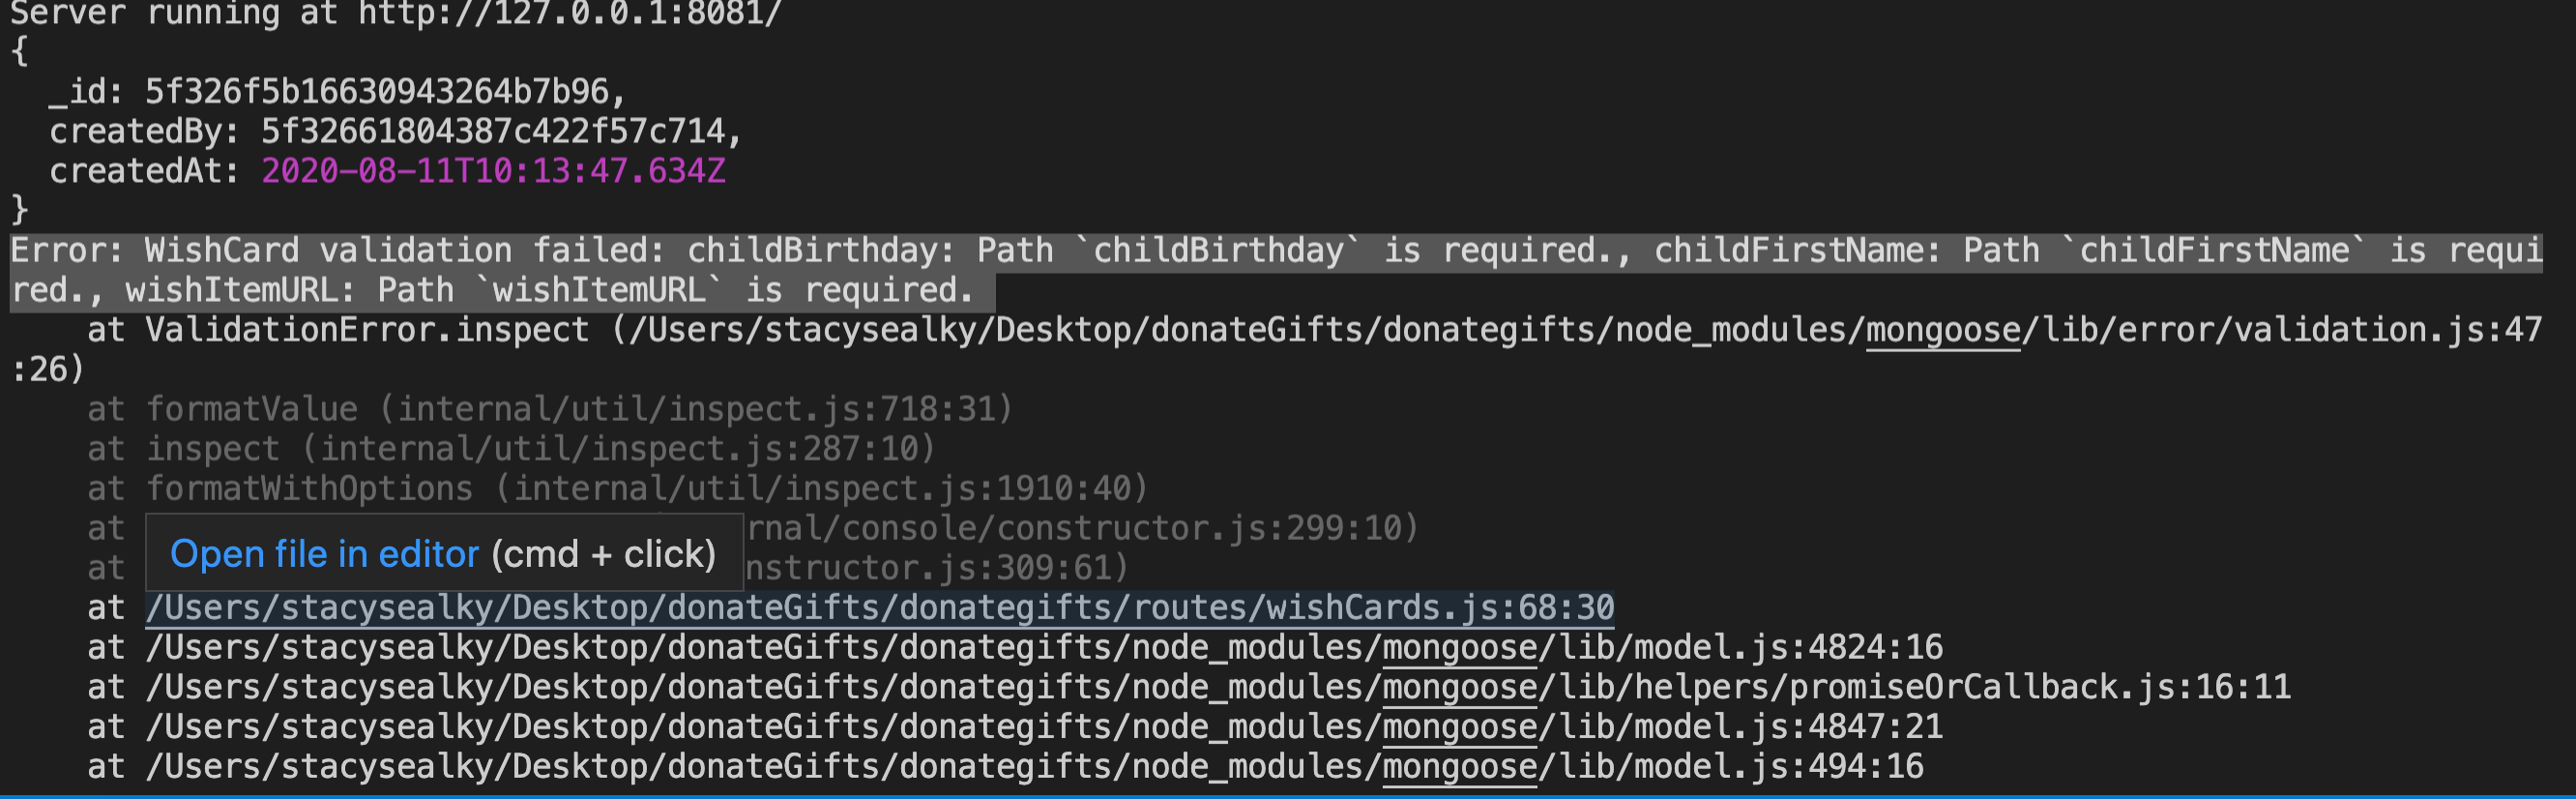 Server running at http://127.0.0.1:8081/
{
  _id: 5f326f5b16630943264b7b96,
  createdBy: 5f32661804387c422f57c714,
  createdAt: 2020-08-11T10:13:47.634Z
}
Error: WishCard validation failed: childBirthday: Path `childBirthday` is required., childFirstName: Path `childFirstName` is requi
red., wishItemURL: Path `wishItemURL` is required.
    at ValidationError.inspect (/Users/stacysealky/Desktop/donateGifts/donategifts/node_modules/mongoose/lib/error/validation.js:47
:26)
    at formatValue (internal/util/inspect.js:718:31)
    at inspect (internal/util/inspect.js:287:10)
    at formatWithOptions (internal/util/inspect.js:1910:40)
    at rnal/console/constructor.js:299:10)
Open file in editor (cmd + click)
    at nstructor.js:309:61)
    at /Users/stacysealky/Desktop/donateGifts/donategifts/routes/wishCards.js:68:30
    at /Users/stacysealky/Desktop/donateGifts/donategifts/node_modules/mongoose/lib/model.js:4824:16
    at /Users/stacysealky/Desktop/donateGifts/donategifts/node_modules/mongoose/lib/helpers/promiseOrCallback.js:16:11
    at /Users/stacysealky/Desktop/donateGifts/donategifts/node_modules/mongoose/lib/model.js:4847:21
    at /Users/stacysealky/Desktop/donateGifts/donategifts/node_modules/mongoose/lib/model.js:494:16